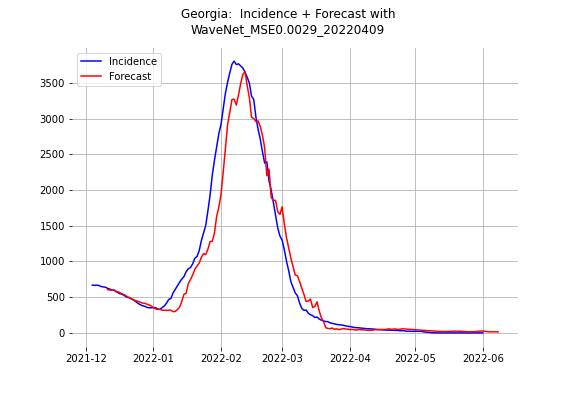 Georgia:  Incidence + Forecast with
WaveNet_MSE0.0029_20220409
Incidence
Forecast
3500
3000
2500
2000
1500
1000
500
0
2021-12 2022-01 2022-02 2022-03 2022-04 2022-05 2022-06